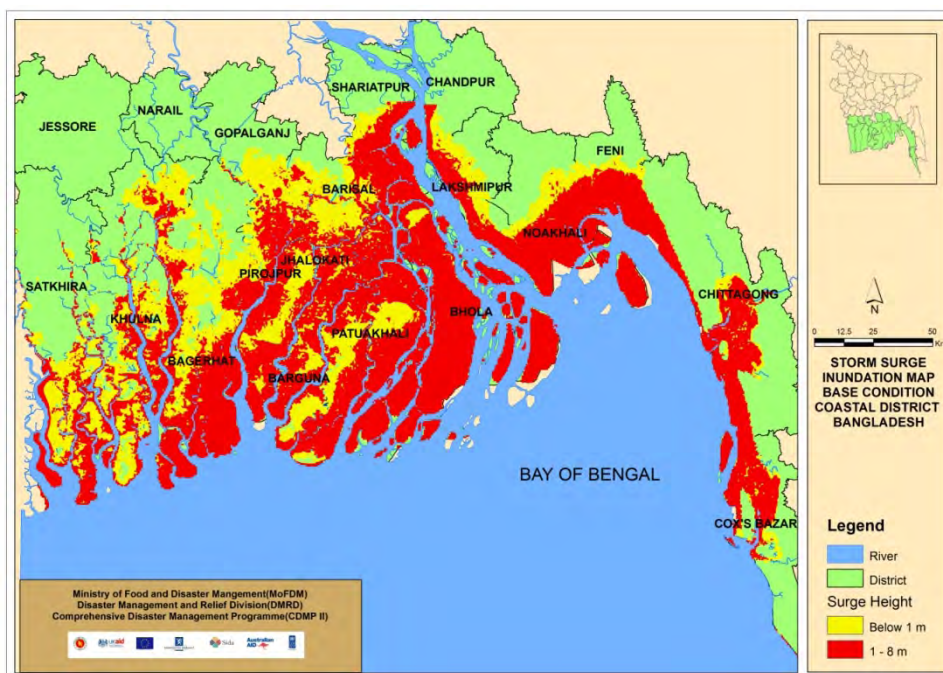 SHARIATPUR
CHANDPUR
NARAIL
JESSORE
GOPALGANJ
FENI
BARISAL
LAKSHMIPUR
NOAKHALI
JHALOKATI
PIROJPUR
SATKHIRA
CHITTAGONG
BHOLA
KHULNA
PATUAKHALI
BAGERHAT
BARGUNA
BAY OF BENGAL
COX'S BAZAR
N
0 12.5 25 50
STORM SURGE
INUNDATION MAP
BASE CONDITION
COASTAL DISTRICT
BANGLADESH
Legend
River
District
Surge Height
Below 1 m
1 - 8 m
Ministry of Food and Disaster Mangement(MoFDM)
Disaster Management and Relief Division(DMRD)
Comprehensive Disaster Management Programme(CDMP II)
Sida
Australian
AID